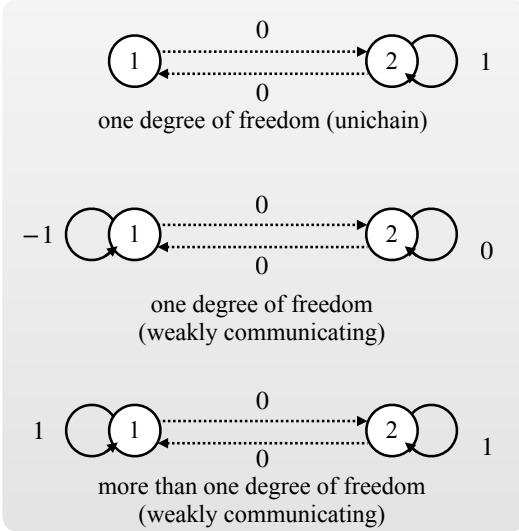 0
1 2 1
0
one degree of freedom (unichain)
0
−1 1 2 0
0
one degree of freedom
(weakly communicating)
0
1 1 2 1
0
more than one degree of freedom
(weakly communicating)